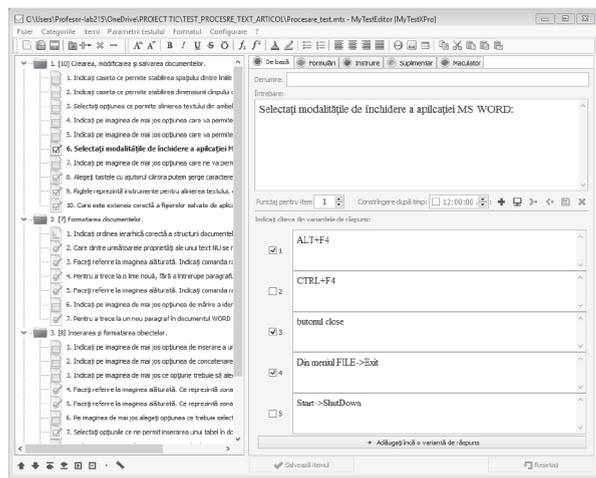 C:\Users\Profesor-lab215\OneDrive\PROIECT TIC\TEST_PROCESRE_TEXT_ARTICOL\Procesare_test.mtx - MyTestEditor [MyTestXPro]
Fișier Categoriile Itemi Parametrii testului Formatul Configurare ?
1. [10] Crearea, modificarea și salvarea documentelor.
1. Indicați caseta ce permite stabilirea spațiului dintre liniile
2. Indicați caseta ce permite stabilirea dimensiunii
3. Selectați opțiunea ce permite alinierea textului din ambel
4. Indicați pe imaginea de mai jos opțiunea care va permite
5. Indicați pe imaginea de mai jos opțiunea care va permite
6. Selectați modalitățile de închidere a aplicației M
7. Indicați pe imaginea de mai jos opțiunea care ne va perm
8. Alegeți tastele cu ajutorul cărora putem șterge caractere
9. Riglele reprezintă instrumente pentru alinierea textului,
10. Care este extensia corectă a fișierelor salvate de aplica
2. [7] Formatarea documentelor.
1. Indicați ordinea ierarhică corectă a structurii documentel
2. Care dintre următoarele proprietăți ale unui text NU se r
3. Faceți referire la imaginea alăturată. Indicați comanda ra
4. Pentru a trece la o linie nouă, fără a întrerupe paragraful,
5. Faceți referire la imaginea alăturată. Indicați comanda ra
6. Indicați pe imaginea de mai jos opțiunea de mărire a
7. Pentru a trece la un nou paragraf în documentul WORD
3. [8] Inserarea și formatarea obiectelor.
1. Indicați pe imaginea de mai jos opțiunea de inserare a un
2. Indicați pe imaginea de mai jos opțiunea de concatenare
3. Indicați pe imaginea de mai jos ce opțiune trebuie să ale
4. Faceți referire la imaginea alăturată. Ce reprezintă zona
5. Faceți referire la imaginea alăturată. Ce reprezintă zona
6. Pe imaginea de mai jos alegeți opțiunea ce trebuie select
7. Selectați opțiunile ce ne permit inserarea unui tabel în do
De bază Formulări Instruire Suplimentar Maculator
Denumire:
Întrebare:
Selectați modalitățile de închidere a aplicației MS WORD:
Punctaj pentru item 1 Constrîngere după timp: 12:00:00
Indicați cîteva din variantele de răspuns:
1 ALT+F4
2 CTRL+F4
3 butonul close
4 Din meniul FILE->Exit
5 Start->ShutDown
+ Adăugați încă o variantă de răspuns
Salvează itemul Resetați